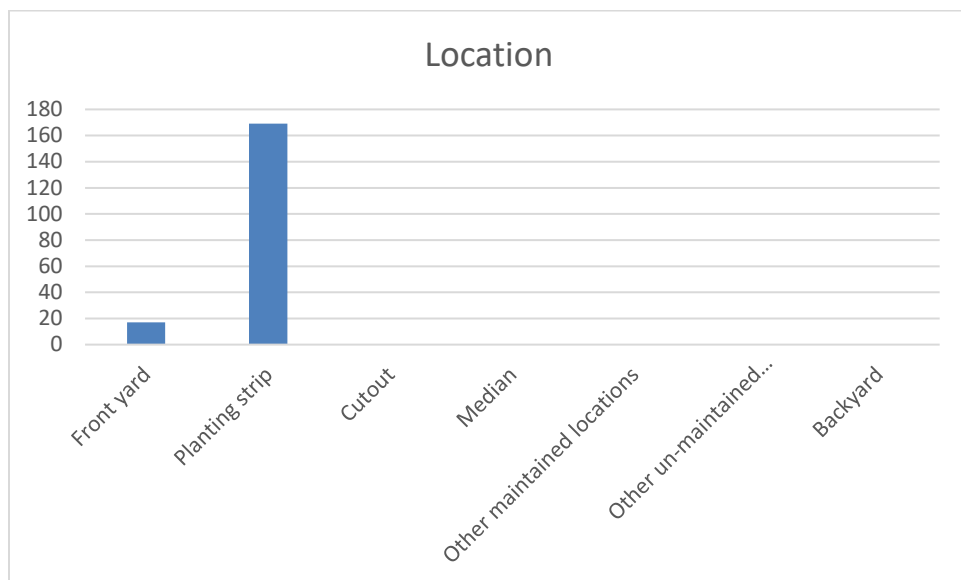 Location
180
160
140
120
100
80
60
40
20
0
Front yard
Planting strip
Cutout
Median
Other maintained locations
Other un-maintained...
Backyard